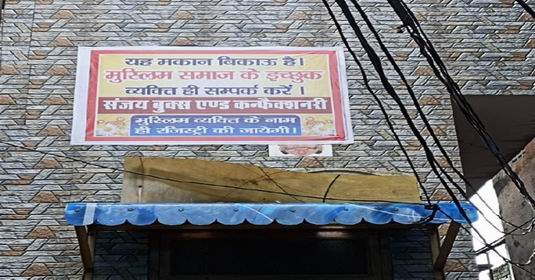 यह मकान बिकाऊ है।
मुस्लिम समाज के इच्छुक
व्यक्ति ही सम्पर्क करें ।
संजय बुक्स एण्ड कन्फैक्शनरी
मुस्लिम व्यक्ति के नाम
ही रजिस्ट्री की जायेगी।